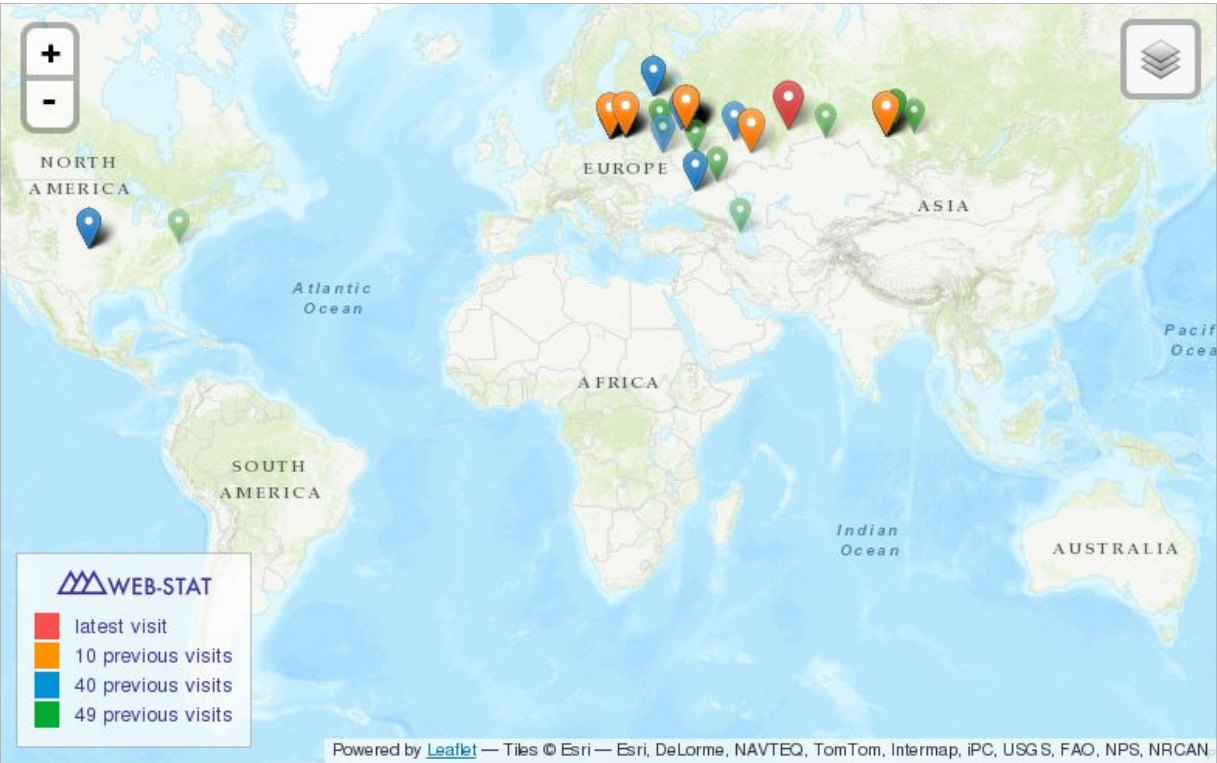 +
-
NORTH
AMERICA
EUROPE
ASIA
Atlantic
Ocean
Pacif
Ocea
AFRICA
SOUTH
AMERICA
Indian
Ocean
AUSTRALIA
WEB-STAT
latest visit
10 previous visits
40 previous visits
49 previous visits
Powered by Leaflet — Tiles © Esri — Esri, DeLorme, NAVTEQ, TomTom, Intermap, iPC, USGS, FAO, NPS, NRCAN